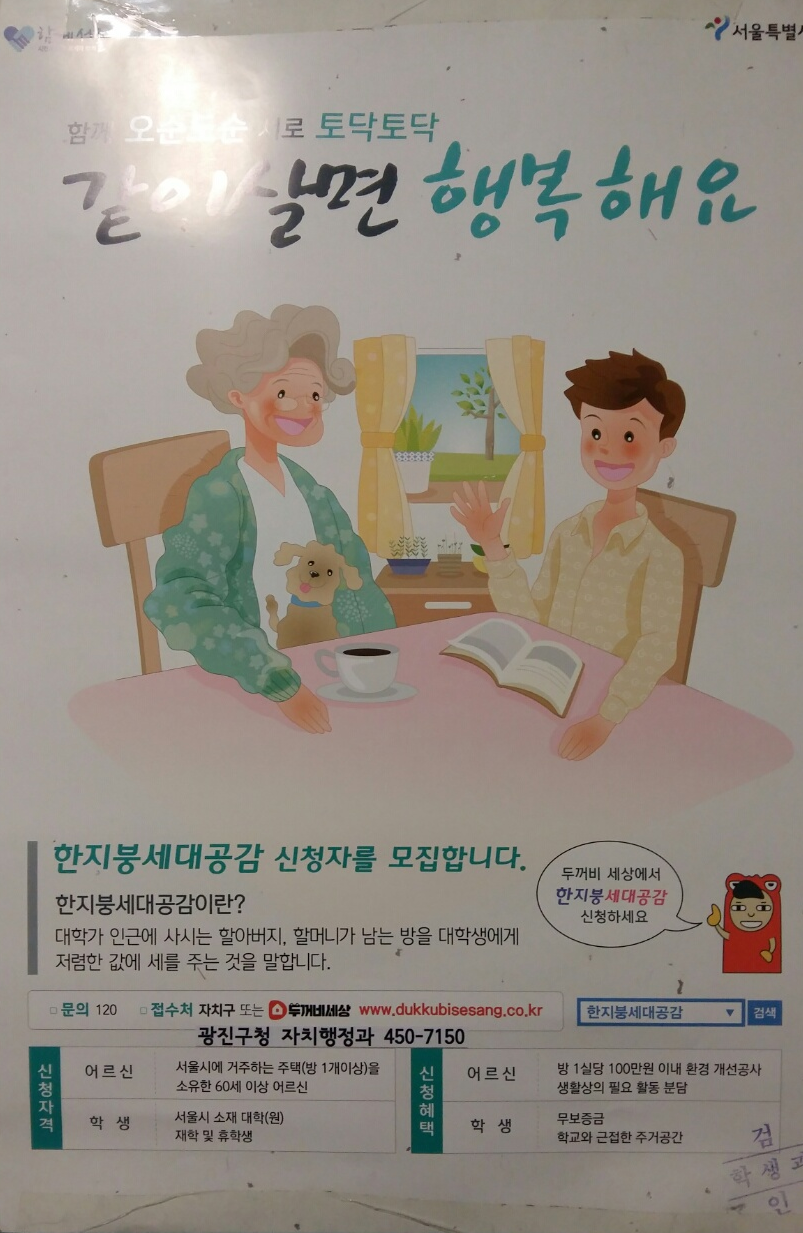 함께
서울특별시
함께 오순도순 서로 토닥토닥
같이살면 행복해요
한지붕세대공감 신청자를 모집합니다.
한지붕세대공감이란?
대학가 인근에 사시는 할아버지, 할머니가 남는 방을 대학생에게
저렴한 값에 세를 주는 것을 말합니다.
두꺼비 세상에서
한지붕세대공감
신청하세요
문의 120 접수처 자치구 또는 두꺼비세상 www.dukkubisesang.co.kr
한지붕세대공감 ▼ 검색
광진구청 자치행정과 450-7150
신청자격
어르신 서울시에 거주하는 주택(방 1개이상)을
소유한 60세 이상 어르신
학 생 서울시 소재 대학(원)
재학 및 휴학생
신청혜택
어르신 방 1실당 100만원 이내 환경 개선공사
생활상의 필요 활동 분담
학 생 무보증금
학교와 근접한 주거공간
검
학생과
인